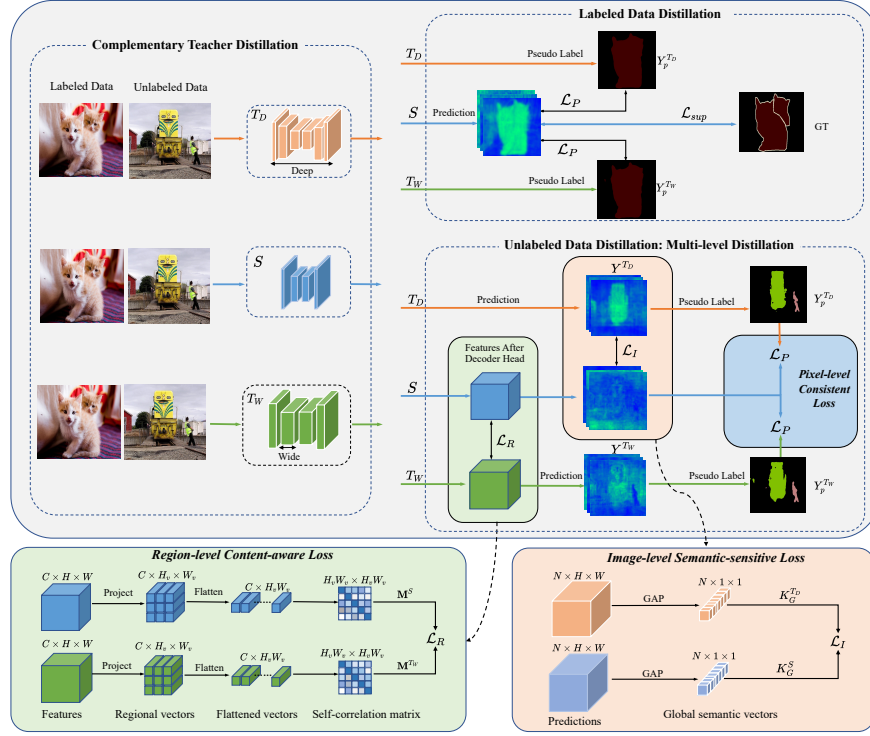 Labeled Data Distillation
Complementary Teacher Distillation
Labeled Data
Unlabeled Data
T_D
Deep
S
T_W
Wide
T_D
Pseudo Label
Y_p^{T_D}
S
Prediction
ℒ_P
ℒ_{sup}
GT
ℒ_P
T_W
Pseudo Label
Y_p^{T_W}
Unlabeled Data Distillation: Multi-level Distillation
T_D
Prediction
Y^{T_D}
Pseudo Label
Y_p^{T_D}
Features After
Decoder Head
ℒ_I
S
ℒ_R
ℒ_P
Pixel-level
Consistent
Loss
ℒ_P
T_W
Prediction
Y^{T_W}
Pseudo Label
Y_p^{T_W}
Region-level Content-aware Loss
C × H × W
Project
C × H_v × W_v
Flatten
C × H_vW_v
H_vW_v × H_vW_v
M^S
ℒ_R
C × H × W
Project
C × H_v × W_v
Flatten
C × H_vW_v
H_vW_v × H_vW_v
M^{T_W}
Features
Regional vectors
Flattened vectors
Self-correlation matrix
Image-level Semantic-sensitive Loss
N × H × W
GAP
N × 1 × 1
K_G^{T_D}
ℒ_I
N × H × W
GAP
N × 1 × 1
K_G^S
Predictions
Global semantic vectors